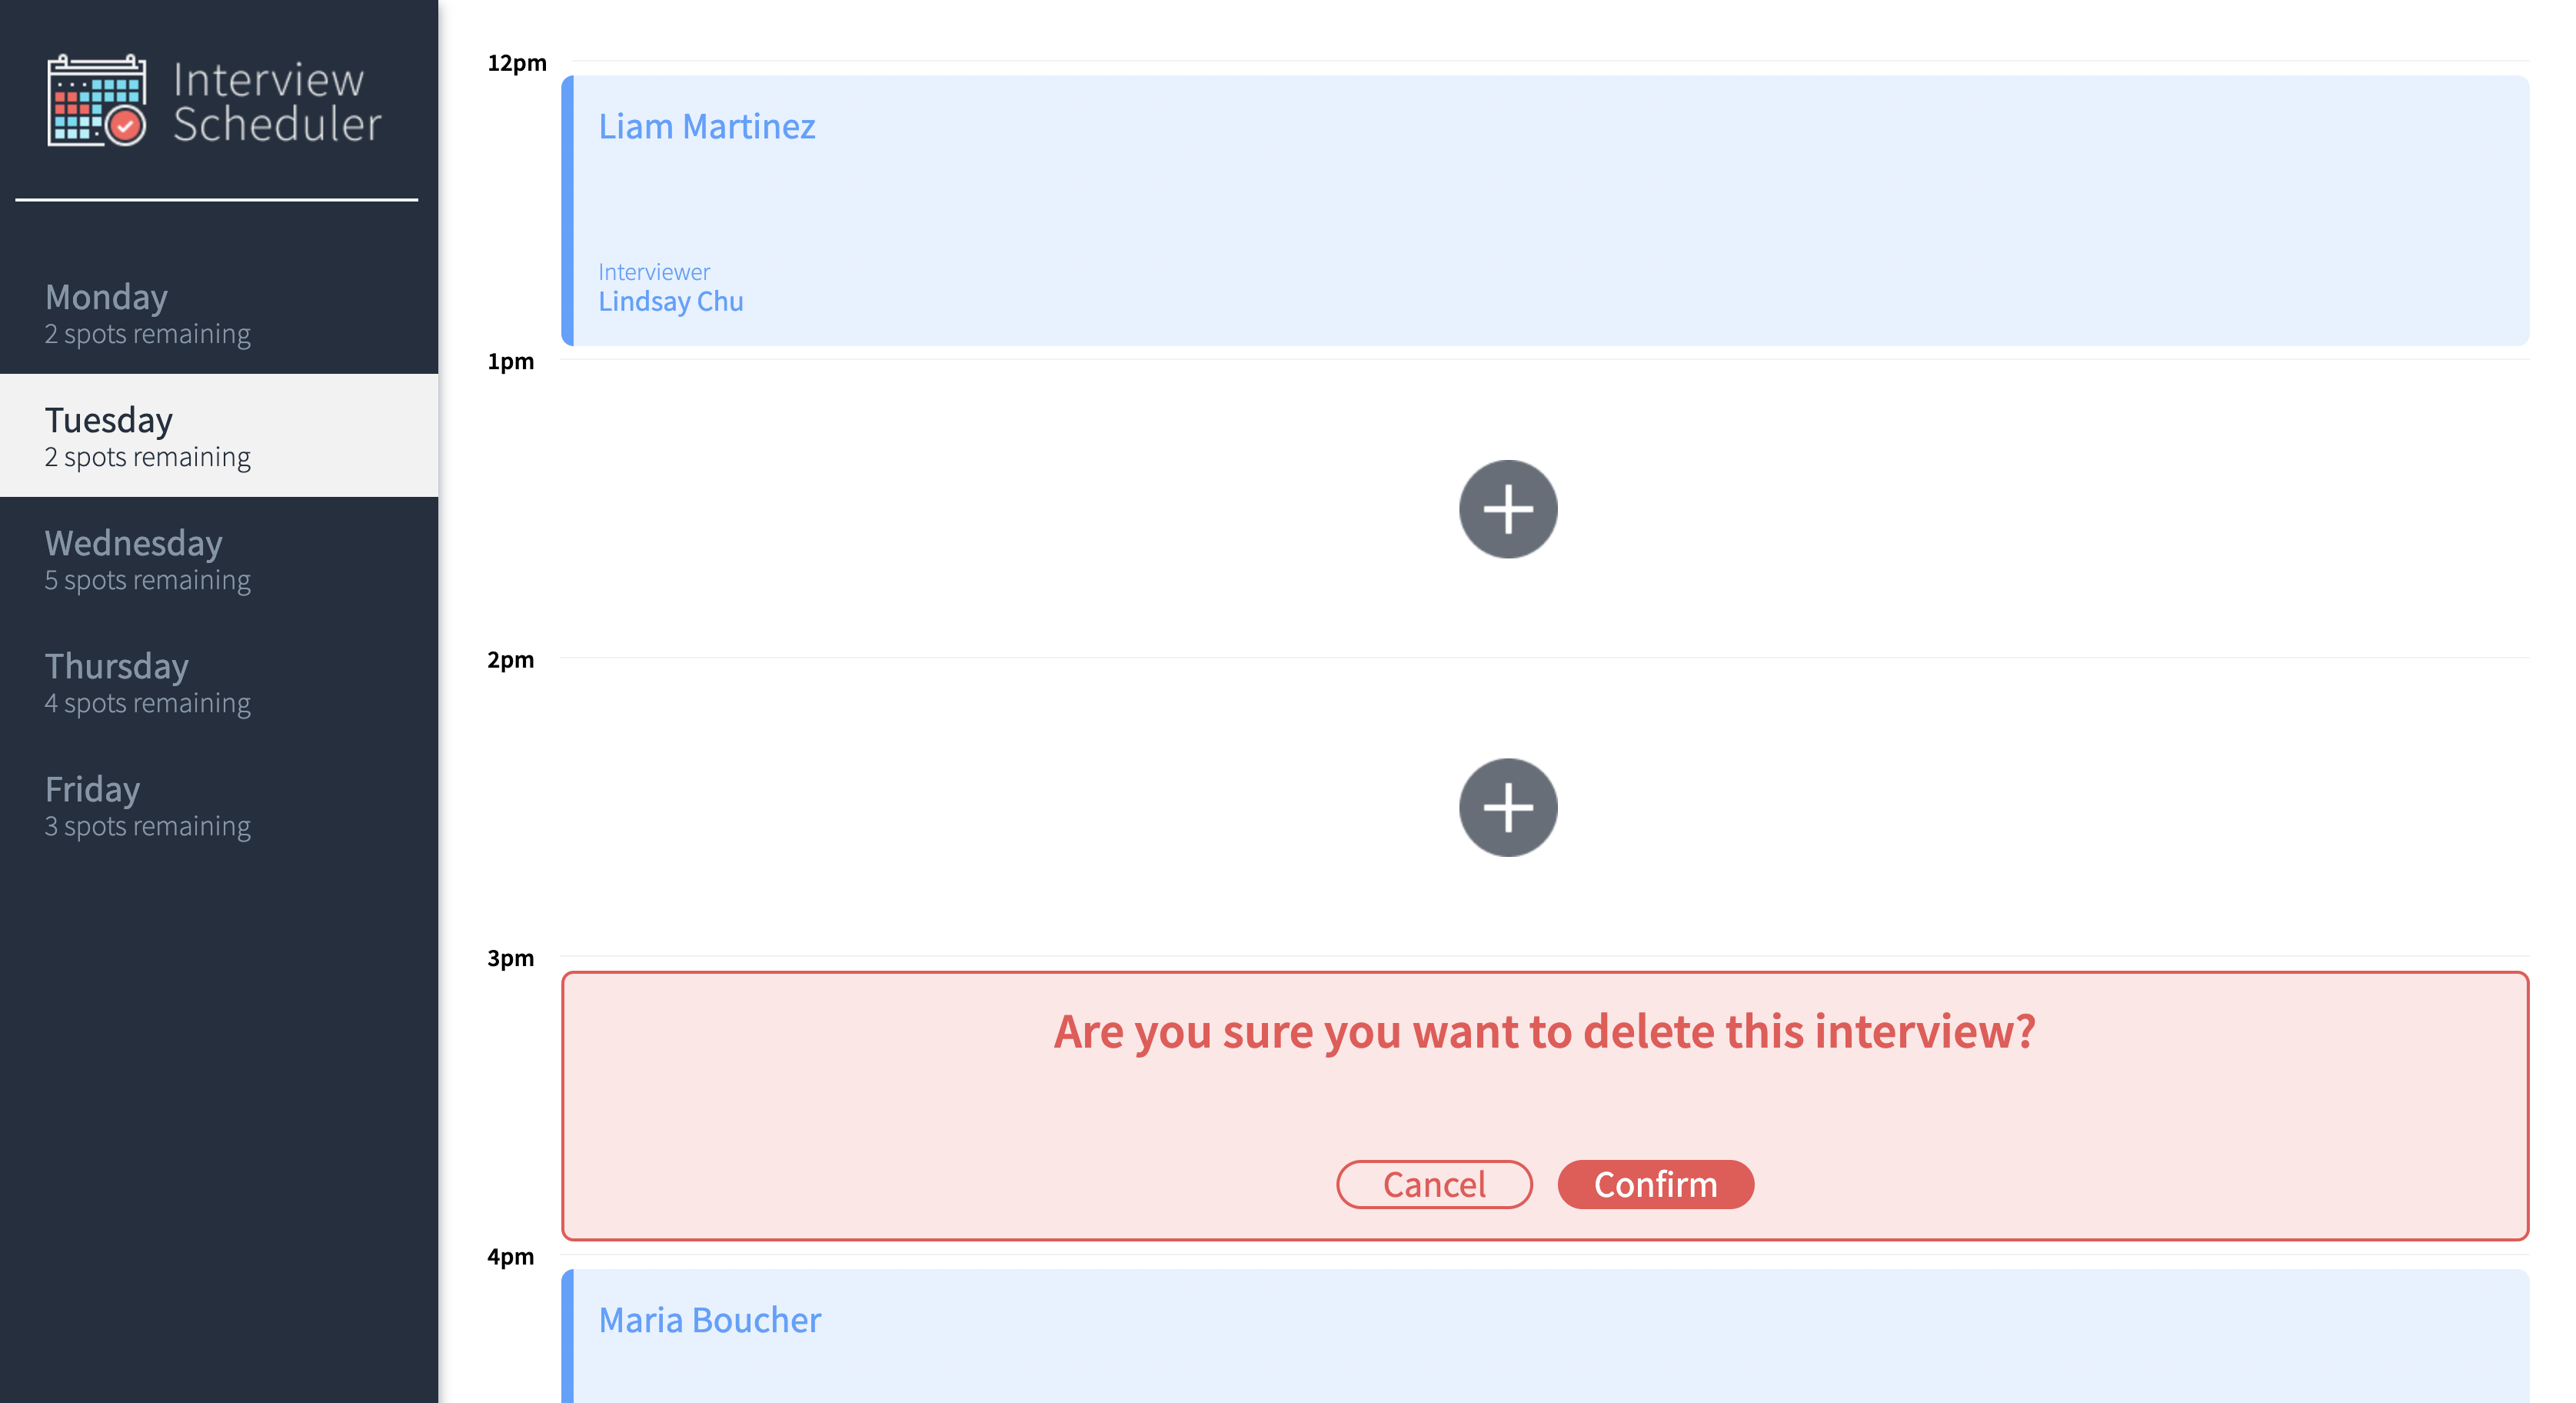 Interview
Scheduler
Monday
2 spots remaining
Tuesday
2 spots remaining
Wednesday
5 spots remaining
Thursday
4 spots remaining
Friday
3 spots remaining
12pm
Liam Martinez
Interviewer
Lindsay Chu
1pm
2pm
3pm
Are you sure you want to delete this interview?
Cancel
Confirm
4pm
Maria Boucher